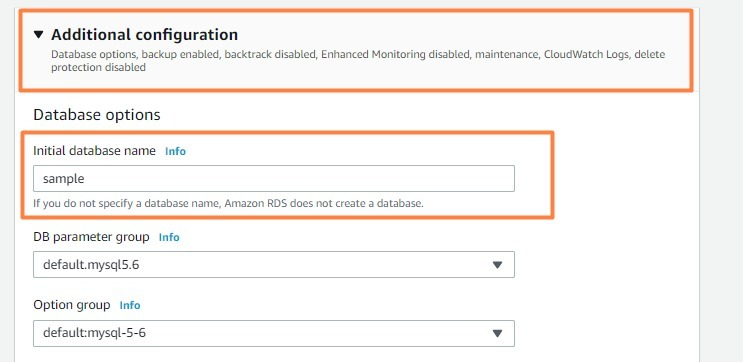 Additional configuration
Database options, backup enabled, backtrack disabled, Enhanced Monitoring disabled, maintenance, CloudWatch Logs, delete
protection disabled
Database options
Initial database name Info
sample
If you do not specify a database name, Amazon RDS does not create a database.
DB parameter group Info
default.mysql5.6
Option group Info
default:mysql-5-6